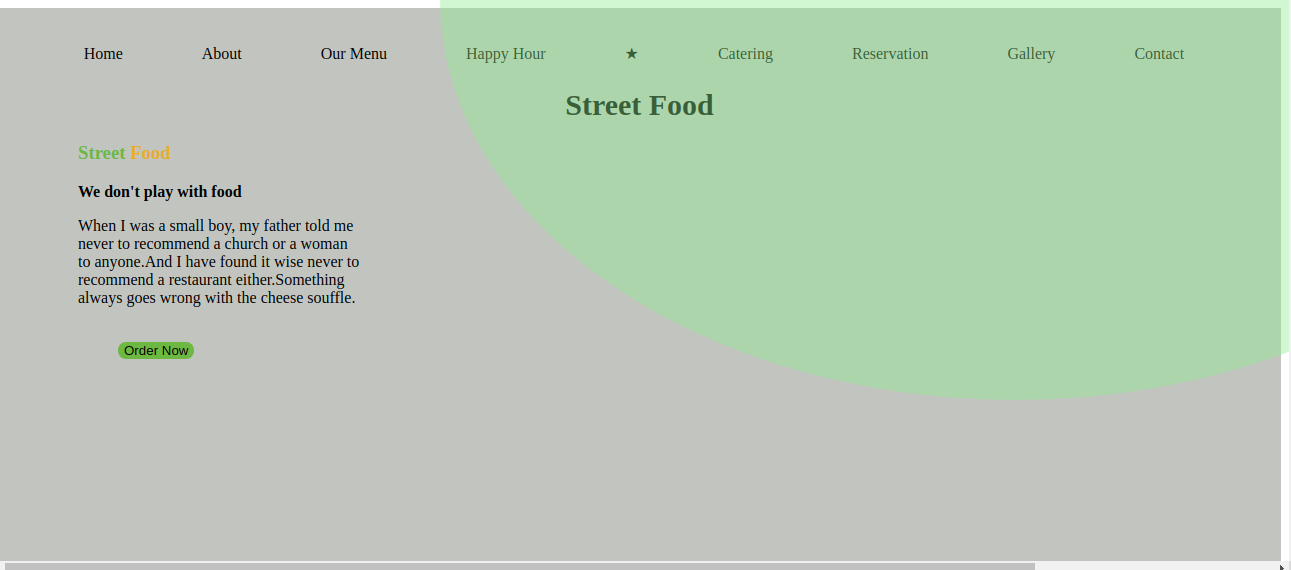 Home About Our Menu Happy Hour ★ Catering Reservation Gallery Contact
Street Food
Street Food
We don't play with food
When I was a small boy, my father told me
never to recommend a church or a woman
to anyone.And I have found it wise never to
recommend a restaurant either.Something
always goes wrong with the cheese souffle.
Order Now